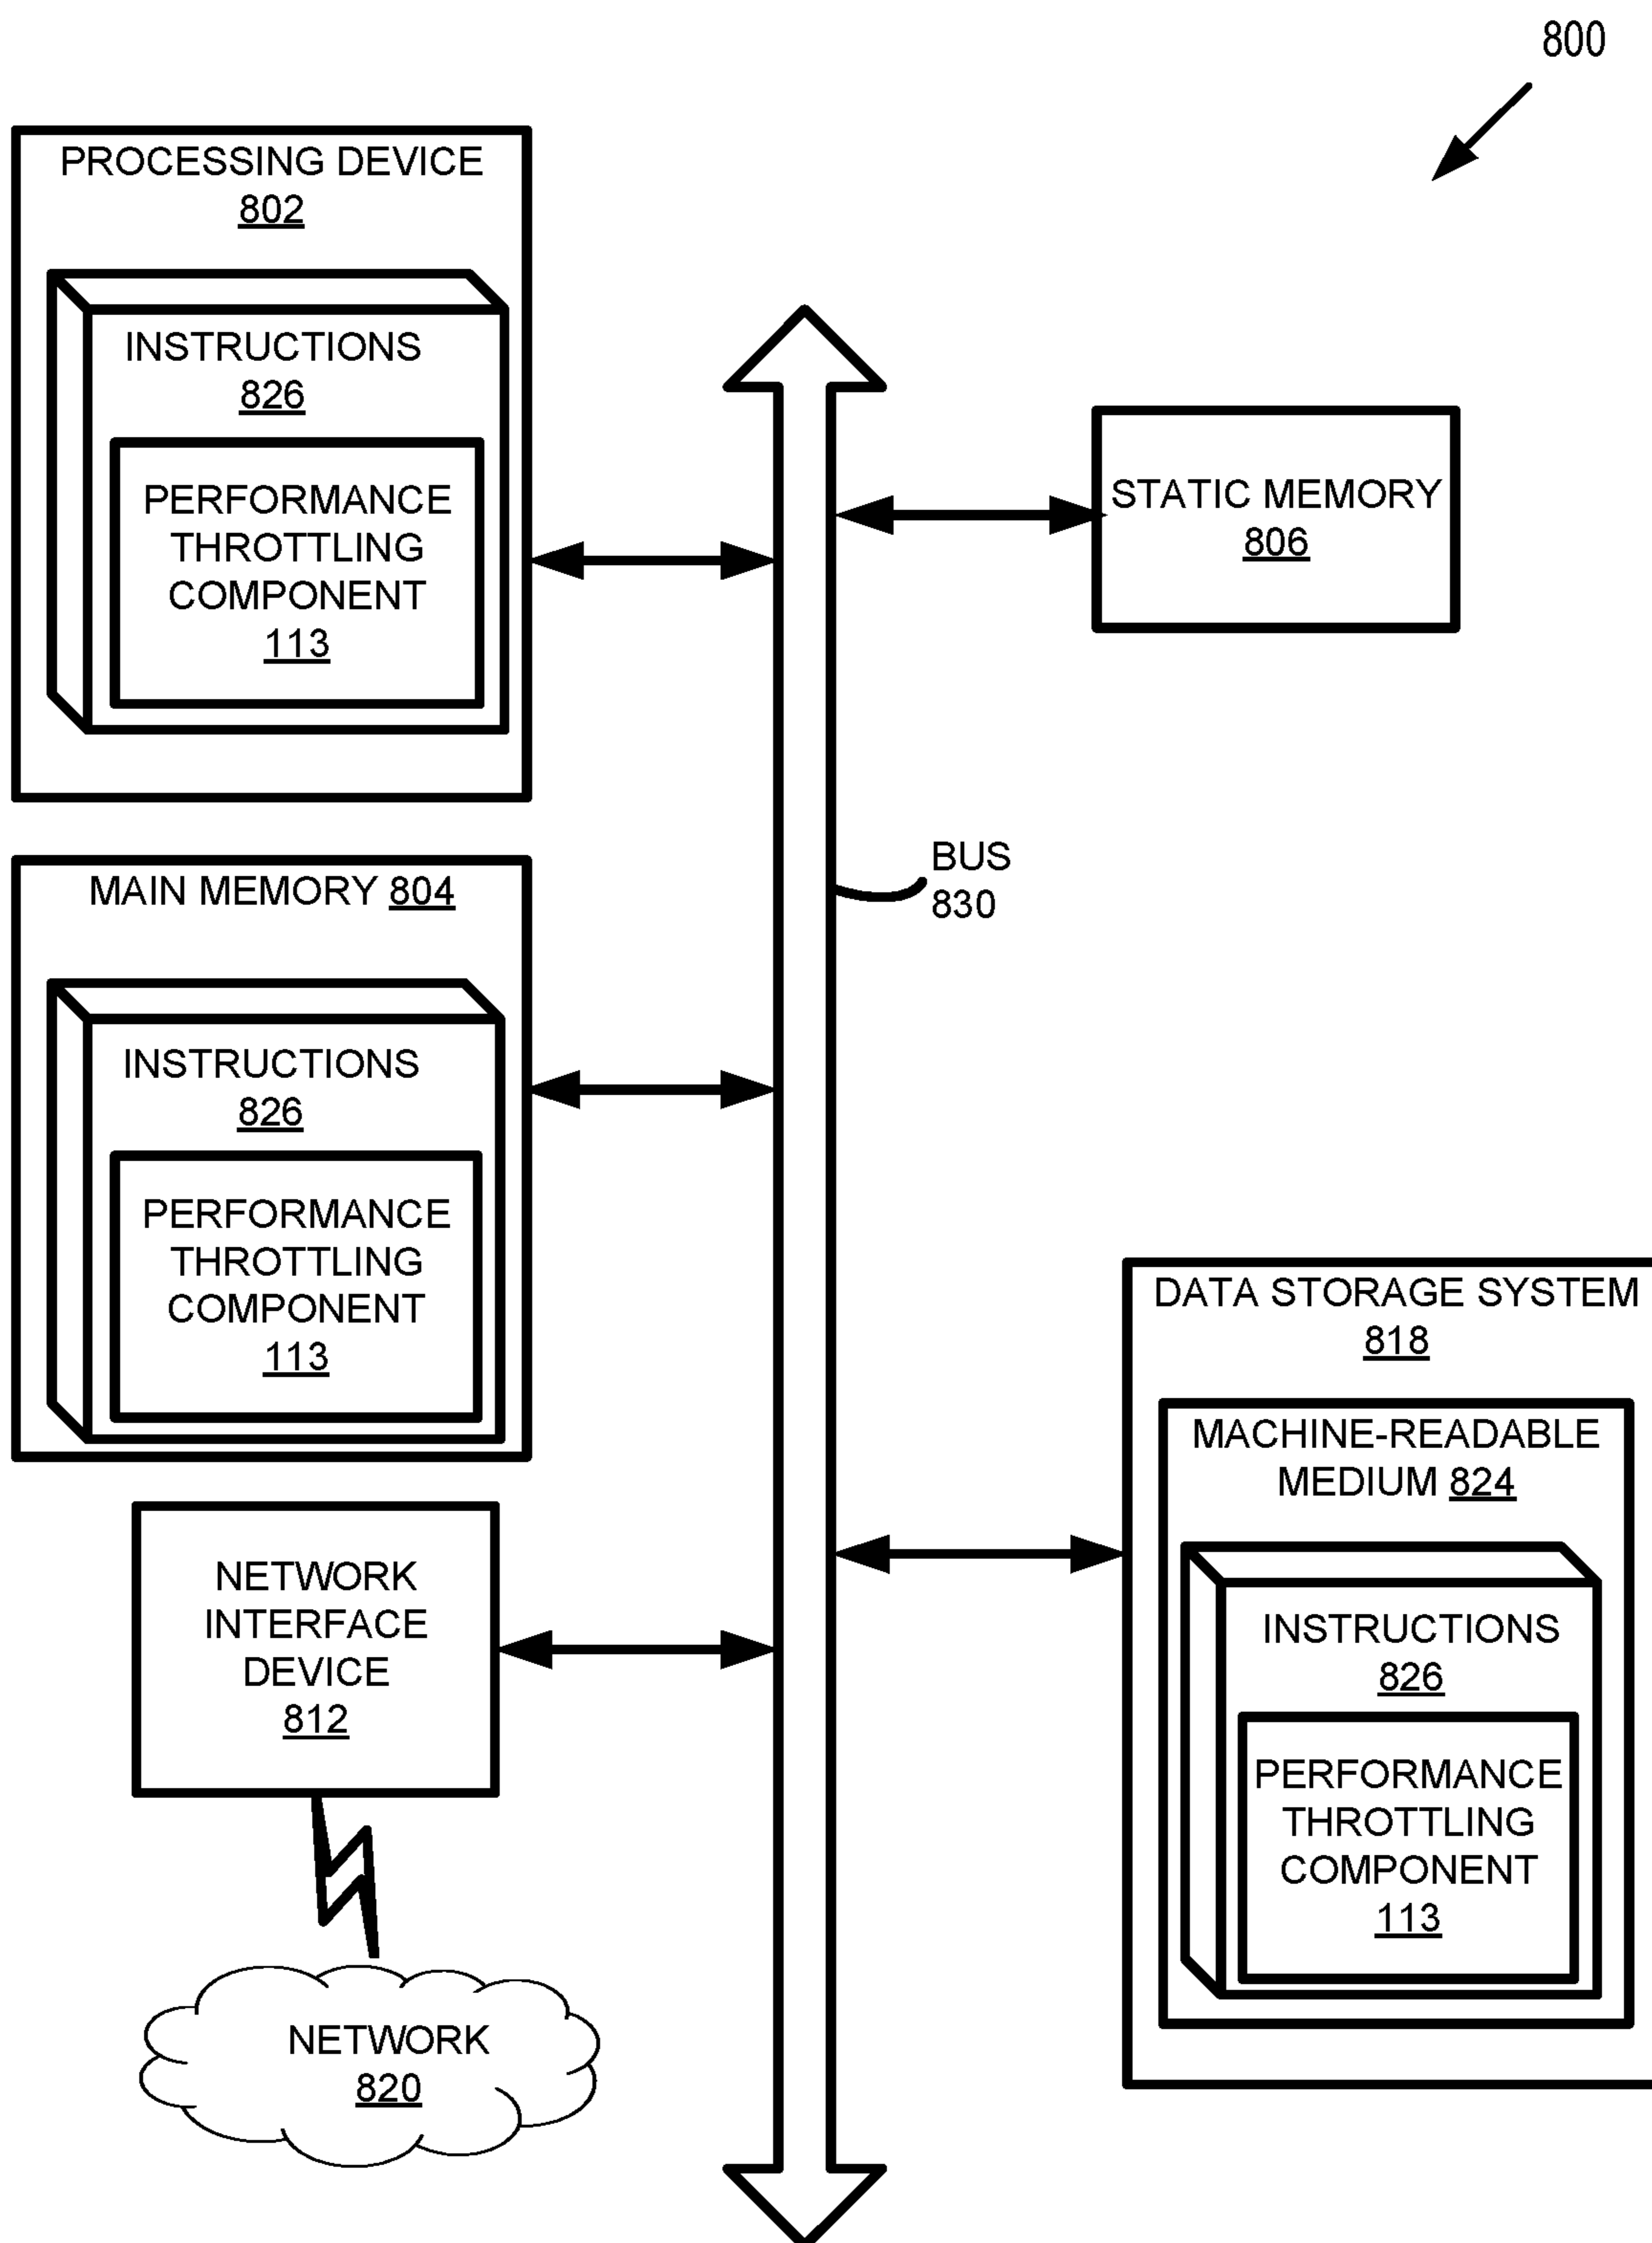 800
PROCESSING DEVICE
802
INSTRUCTIONS
826
PERFORMANCE
THROTTLING
COMPONENT
113
STATIC MEMORY
806
BUS
830
MAIN MEMORY 804
INSTRUCTIONS
826
PERFORMANCE
THROTTLING
COMPONENT
113
DATA STORAGE SYSTEM
818
MACHINE-READABLE
MEDIUM 824
INSTRUCTIONS
826
PERFORMANCE
THROTTLING
COMPONENT
113
NETWORK
INTERFACE
DEVICE
812
NETWORK
820